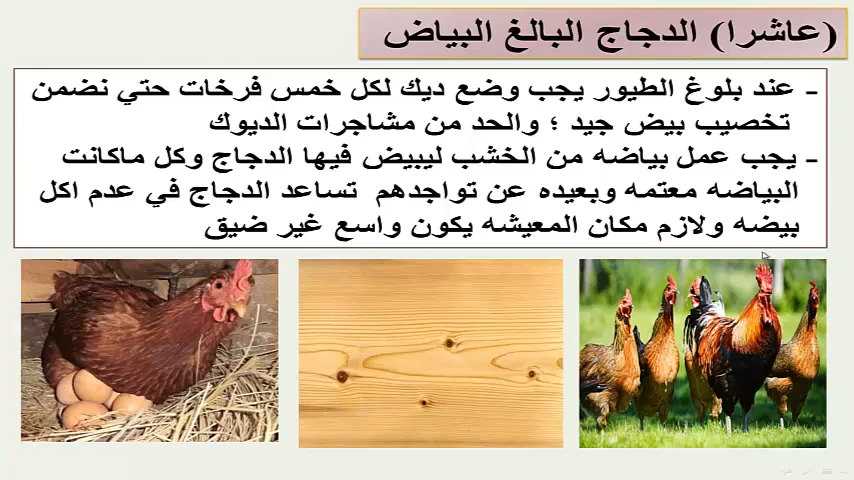 (عاشرا) الدجاج البالغ البياض
- عند بلوغ الطيور يجب وضع ديك لكل خمس فرخات حتي نضمن
تخصيب بيض جيد ؛ والحد من مشاجرات الديوك
- يجب عمل بياضه من الخشب ليبيض فيها الدجاج وكل ماكانت
البياضه معتمه وبعيده عن تواجدهم تساعد الدجاج في عدم اكل
بيضه ولازم مكان المعيشه يكون واسع غير ضيق